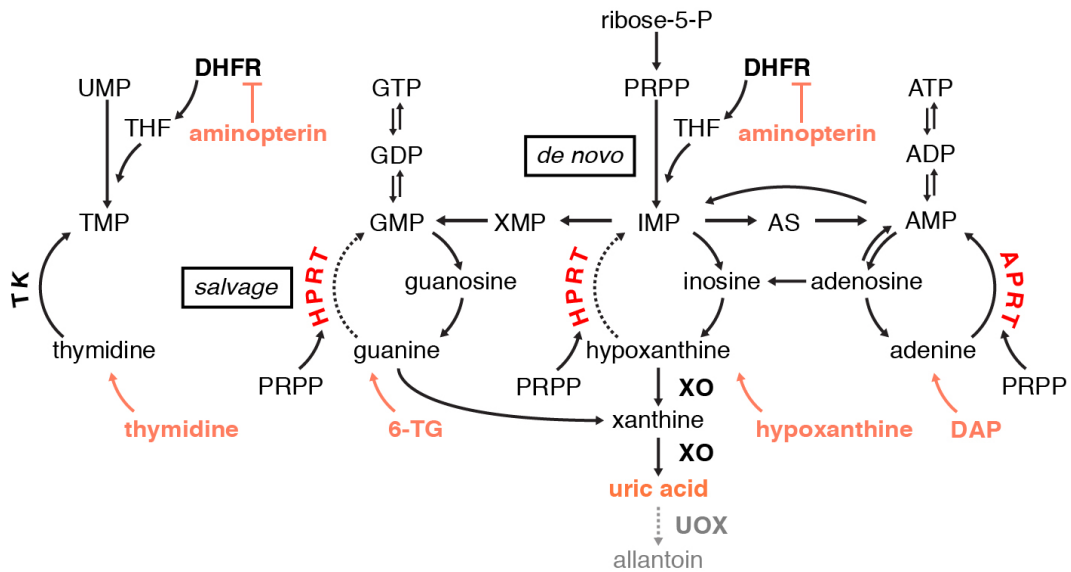 ribose-5-P
DHFR
DHFR
UMP
GTP
PRPP
ATP
THF
aminopterin
THF
aminopterin
GDP
de novo
ADP
TMP
GMP
XMP
IMP
AS
AMP
TK
salvage
HPRT
guanosine
HPRT
inosine
adenosine
APRT
thymidine
guanine
hypoxanthine
adenine
PRPP
PRPP
XO
PRPP
thymidine
6-TG
xanthine
hypoxanthine
DAP
XO
uric acid
UOX
allantoin